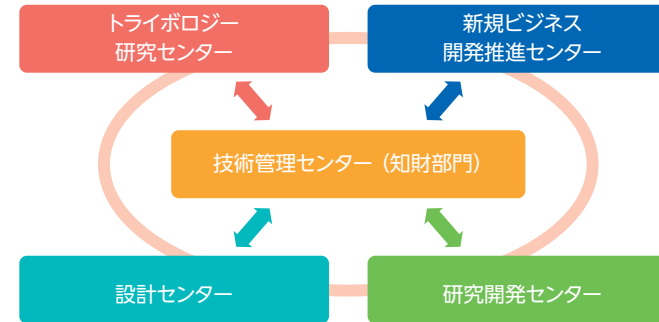 トライボロジー
研究センター
新規ビジネス
開発推進センター
技術管理センター（知財部門）
設計センター
研究開発センター